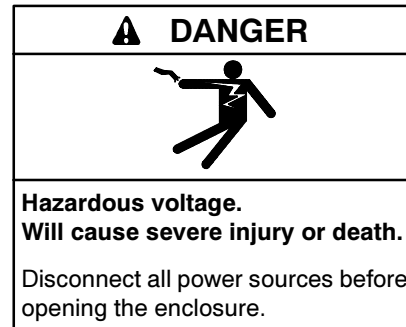 DANGER
Hazardous voltage.
Will cause severe injury or death.
Disconnect all power sources before
opening the enclosure.